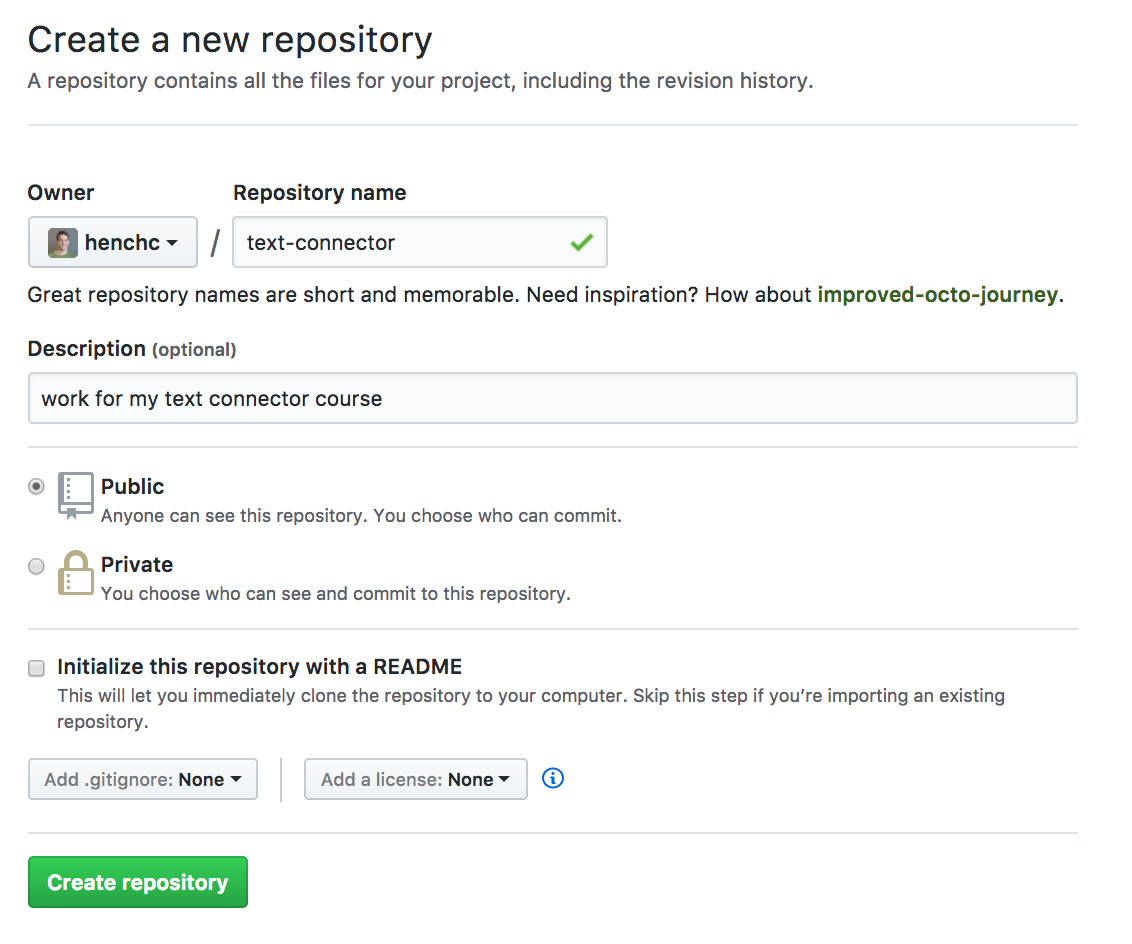 Create a new repository
A repository contains all the files for your project, including the revision history.
Owner Repository name
henchc / text-connector
Great repository names are short and memorable. Need inspiration? How about improved-octo-journey.
Description (optional)
work for my text connector course
Public
Anyone can see this repository. You choose who can commit.
Private
You choose who can see and commit to this repository.
Initialize this repository with a README
This will let you immediately clone the repository to your computer. Skip this step if you’re importing an existing
repository.
Add .gitignore: None Add a license: None
Create repository